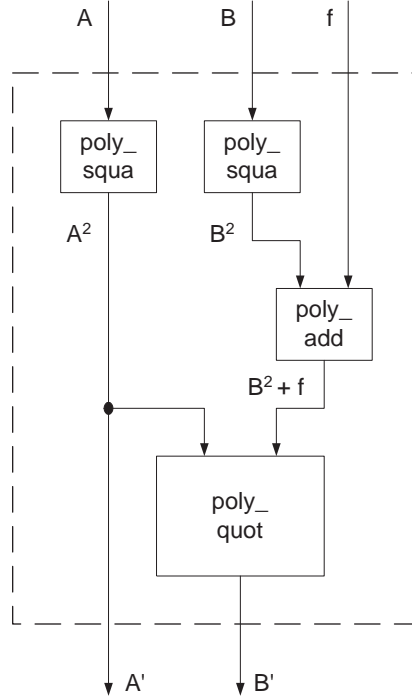 A B f
poly_ poly_
squa squa
A² B²
poly_
add
B² + f
poly_
quot
A' B'